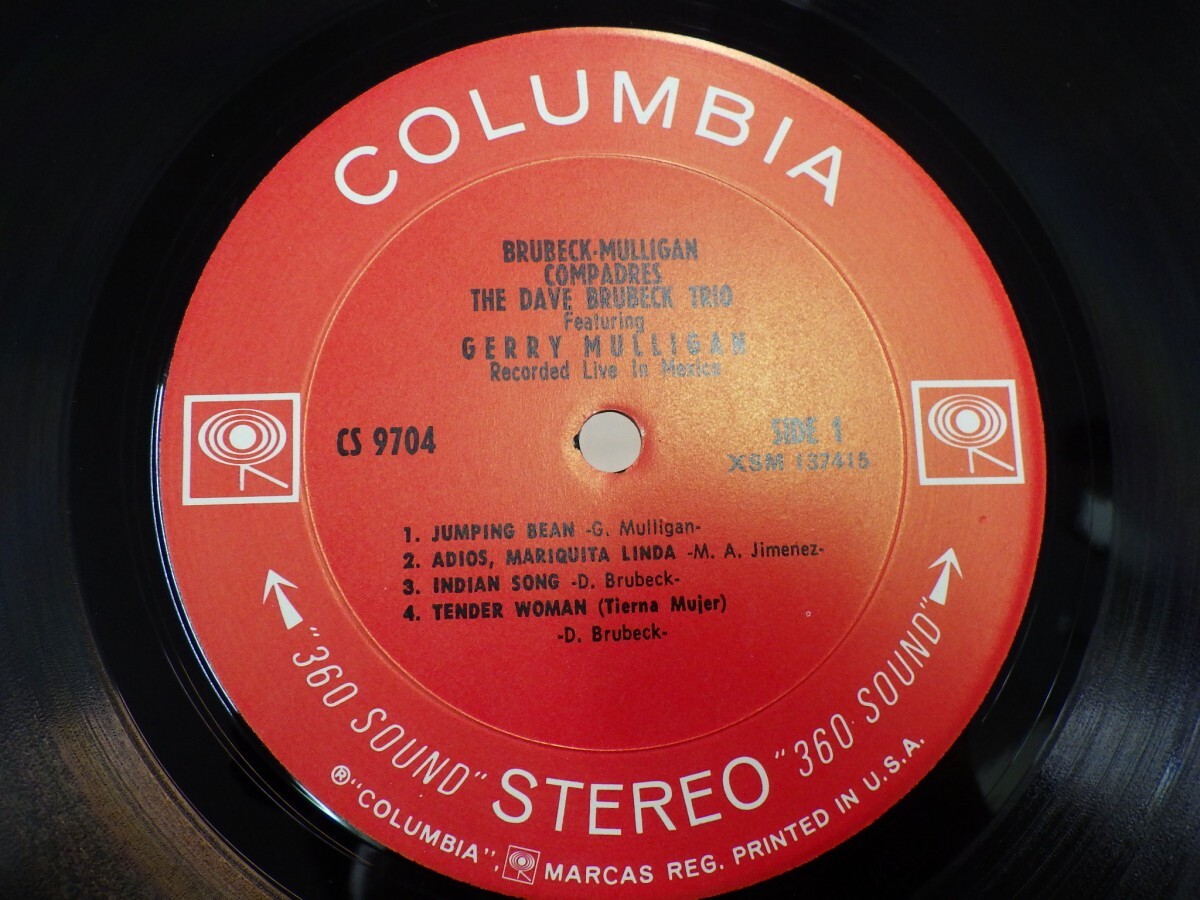 COLUMBIA
BRUBECK-MULLIGAN
COMPADRES
THE DAVE BRUBECK TRIO
Featuring
GERRY MULLIGAN
Recorded Live In Mexico
CS 9704
SIDE 1
XSM 137415
1. JUMPING BEAN -G. Mulligan-
2. ADIOS, MARIQUITA LINDA -M. A. Jimenez-
3. INDIAN SONG -D. Brubeck-
4. TENDER WOMAN (Tierna Mujer)
-D. Brubeck-
"360 SOUND" STEREO "360 SOUND"
® "COLUMBIA", MARCAS REG. PRINTED IN U.S.A.